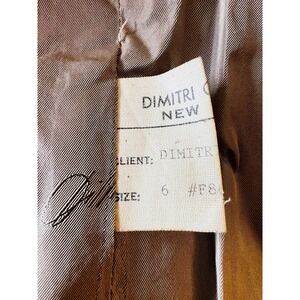 DIMITRI
NEW
CLIENT: DIMITR
SIZE: 6 #F8